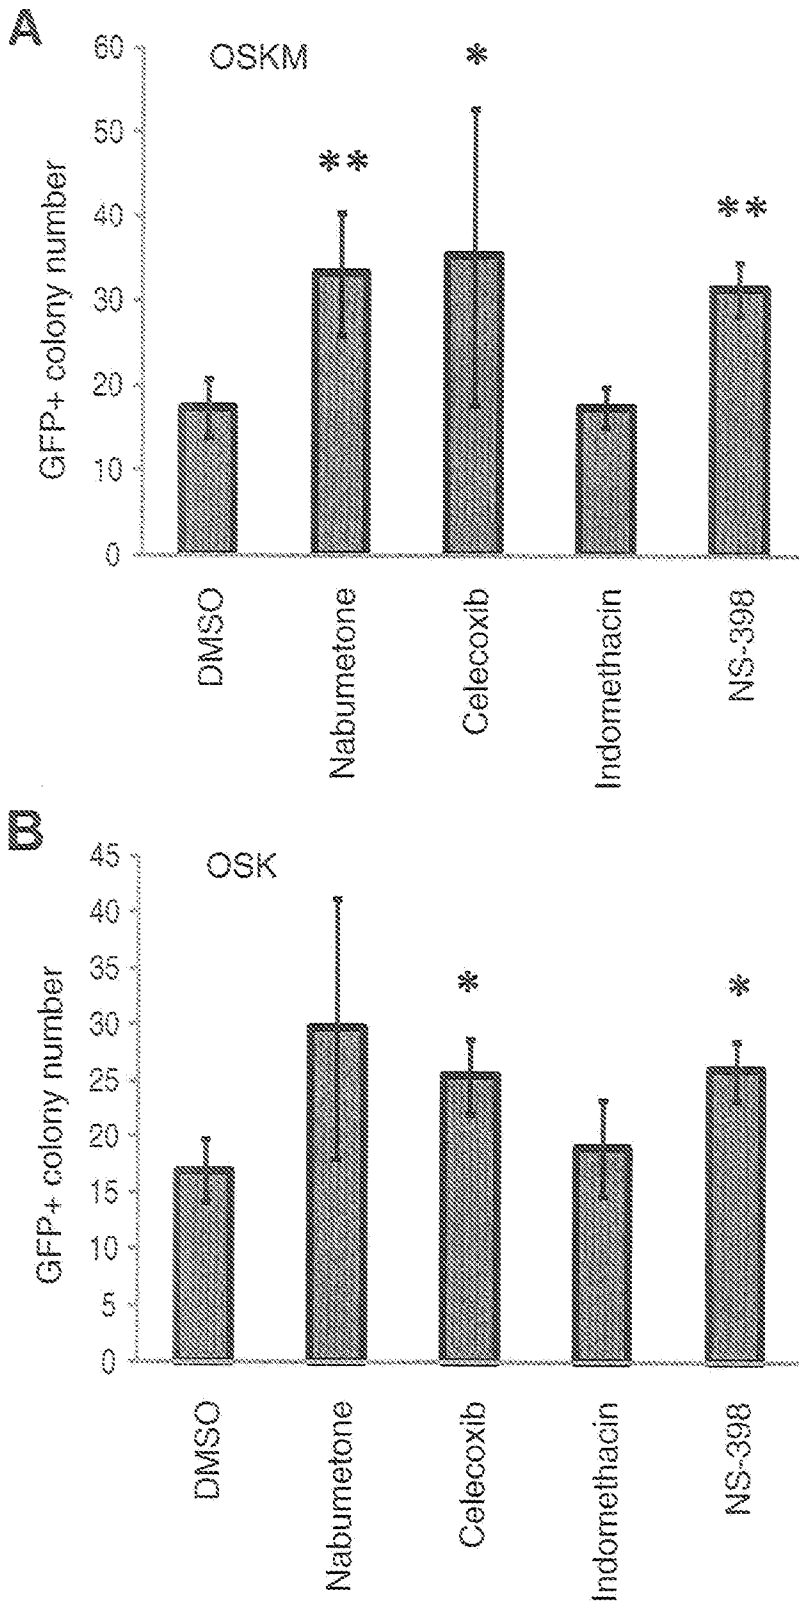 A
OSKM
GFP+ colony number
60
50
40
30
20
10
0
**
*
**
DMSO
Nabumetone
Celecoxib
Indomethacin
NS-398
B
OSK
GFP+ colony number
45
40
35
30
25
20
15
10
5
0
*
*
DMSO
Nabumetone
Celecoxib
Indomethacin
NS-398